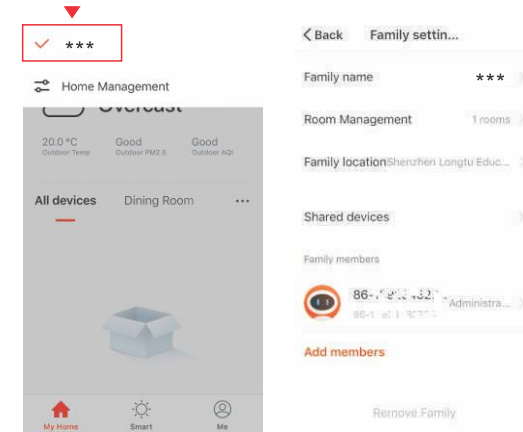 ***
Home Management
Overcast
20.0 °C
Good
Good
Outdoor Temp
Outdoor PM2.5
Outdoor AQI
All devices
Dining Room
...
My Home
Smart
Me
< Back
Family settin...
Family name
***
Room Management
1 rooms
Family location
Shenzhen Longtu Educ...
Shared devices
Family members
Administra...
Add members
Remove Family